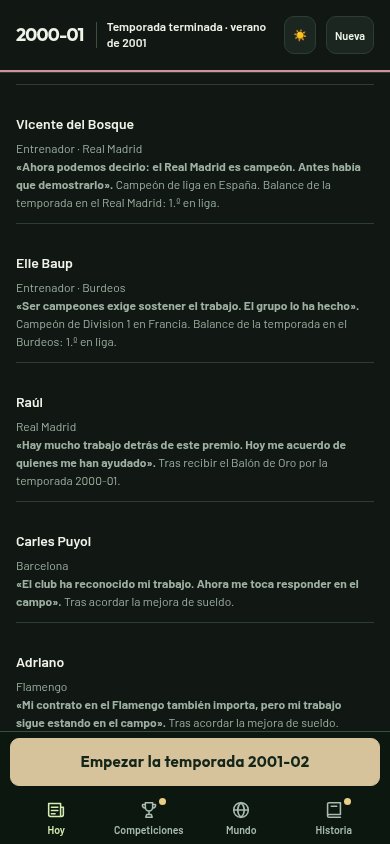 2000-01
Temporada terminada · verano
de 2001
Nueva
Vicente del Bosque
Entrenador · Real Madrid
«Ahora podemos decirlo: el Real Madrid es campeón. Antes había
que demostrarlo». Campeón de liga en España. Balance de la
temporada en el Real Madrid: 1.º en liga.
Elie Baup
Entrenador · Burdeos
«Ser campeones exige sostener el trabajo. El grupo lo ha hecho».
Campeón de Division 1 en Francia. Balance de la temporada en el
Burdeos: 1.º en liga.
Raúl
Real Madrid
«Hay mucho trabajo detrás de este premio. Hoy me acuerdo de
quienes me han ayudado». Tras recibir el Balón de Oro por la
temporada 2000-01.
Carles Puyol
Barcelona
«El club ha reconocido mi trabajo. Ahora me toca responder en el
campo». Tras acordar la mejora de sueldo.
Adriano
Flamengo
«Mi contrato en el Flamengo también importa, pero mi trabajo
sigue estando en el campo». Tras acordar la mejora de sueldo.
Empezar la temporada 2001-02
Hoy
Competiciones
Mundo
Historia